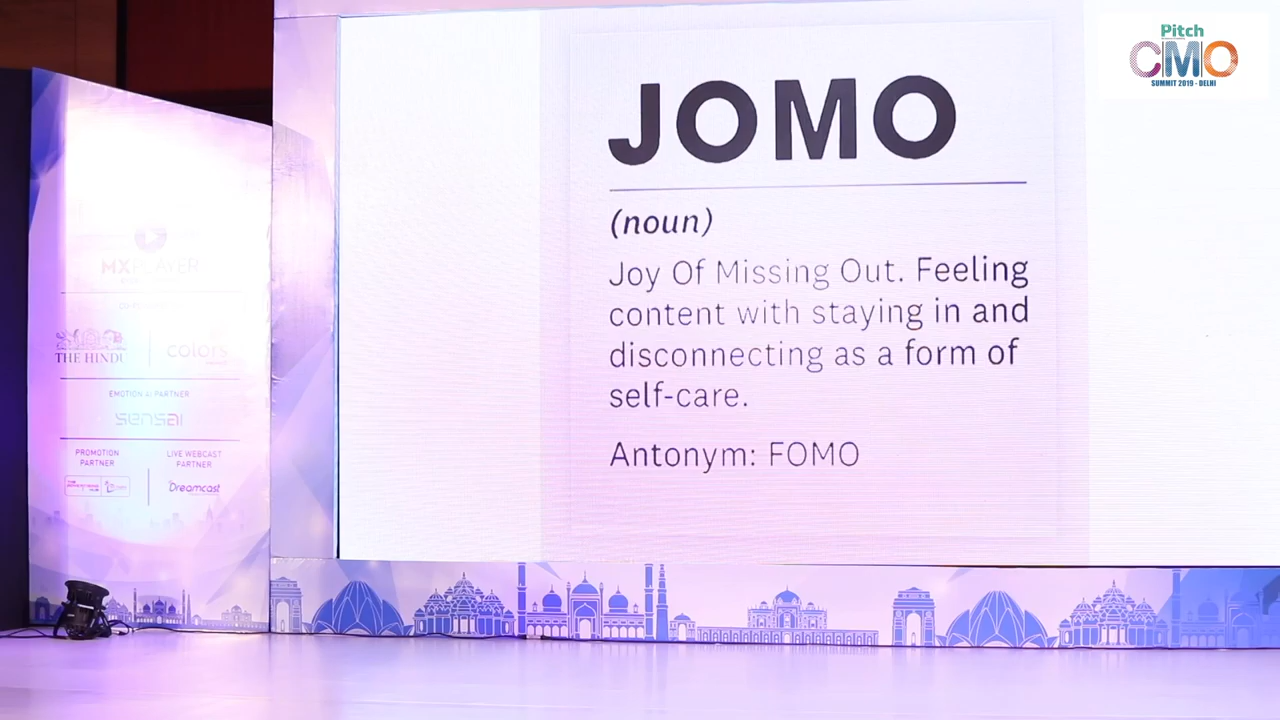 Pitch
CMO
SUMMIT 2019 - DELHI
JOMO
(noun)
Joy Of Missing Out. Feeling
content with staying in and
disconnecting as a form of
self-care.
Antonym: FOMO
MXPLAYER
THE HINDU
colors
EMOTION AI PARTNER
sensai
PROMOTION
PARTNER
LIVE WEBCAST
PARTNER
Dreamcast